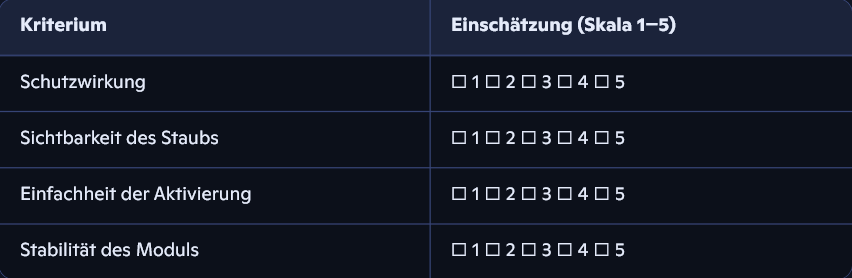 Kriterium Einschätzung (Skala 1–5)
Schutzwirkung ☐ 1 ☐ 2 ☐ 3 ☐ 4 ☐ 5
Sichtbarkeit des Staubs ☐ 1 ☐ 2 ☐ 3 ☐ 4 ☐ 5
Einfachheit der Aktivierung ☐ 1 ☐ 2 ☐ 3 ☐ 4 ☐ 5
Stabilität des Moduls ☐ 1 ☐ 2 ☐ 3 ☐ 4 ☐ 5